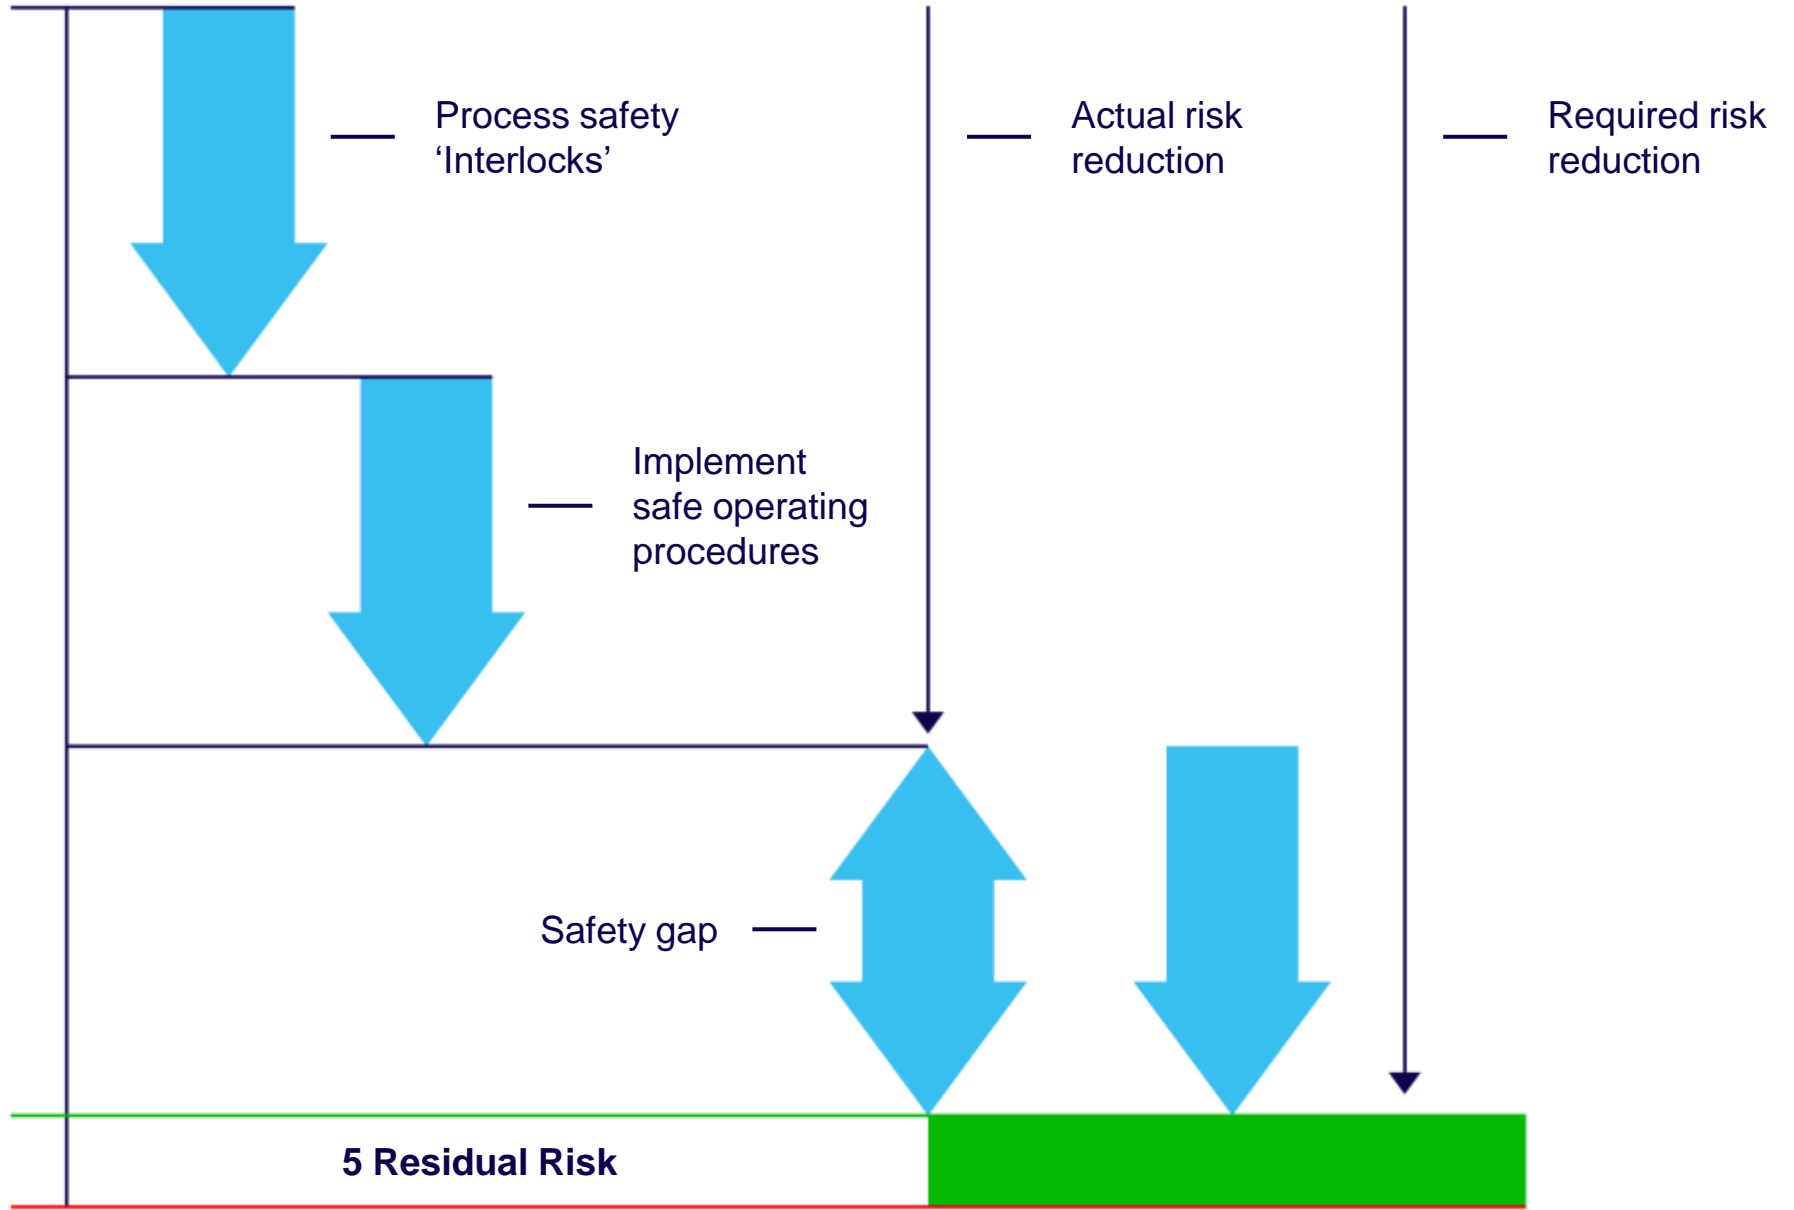 Process safety
‘Interlocks’
Actual risk
reduction
Required risk
reduction
Implement
safe operating
procedures
Safety gap
5 Residual Risk